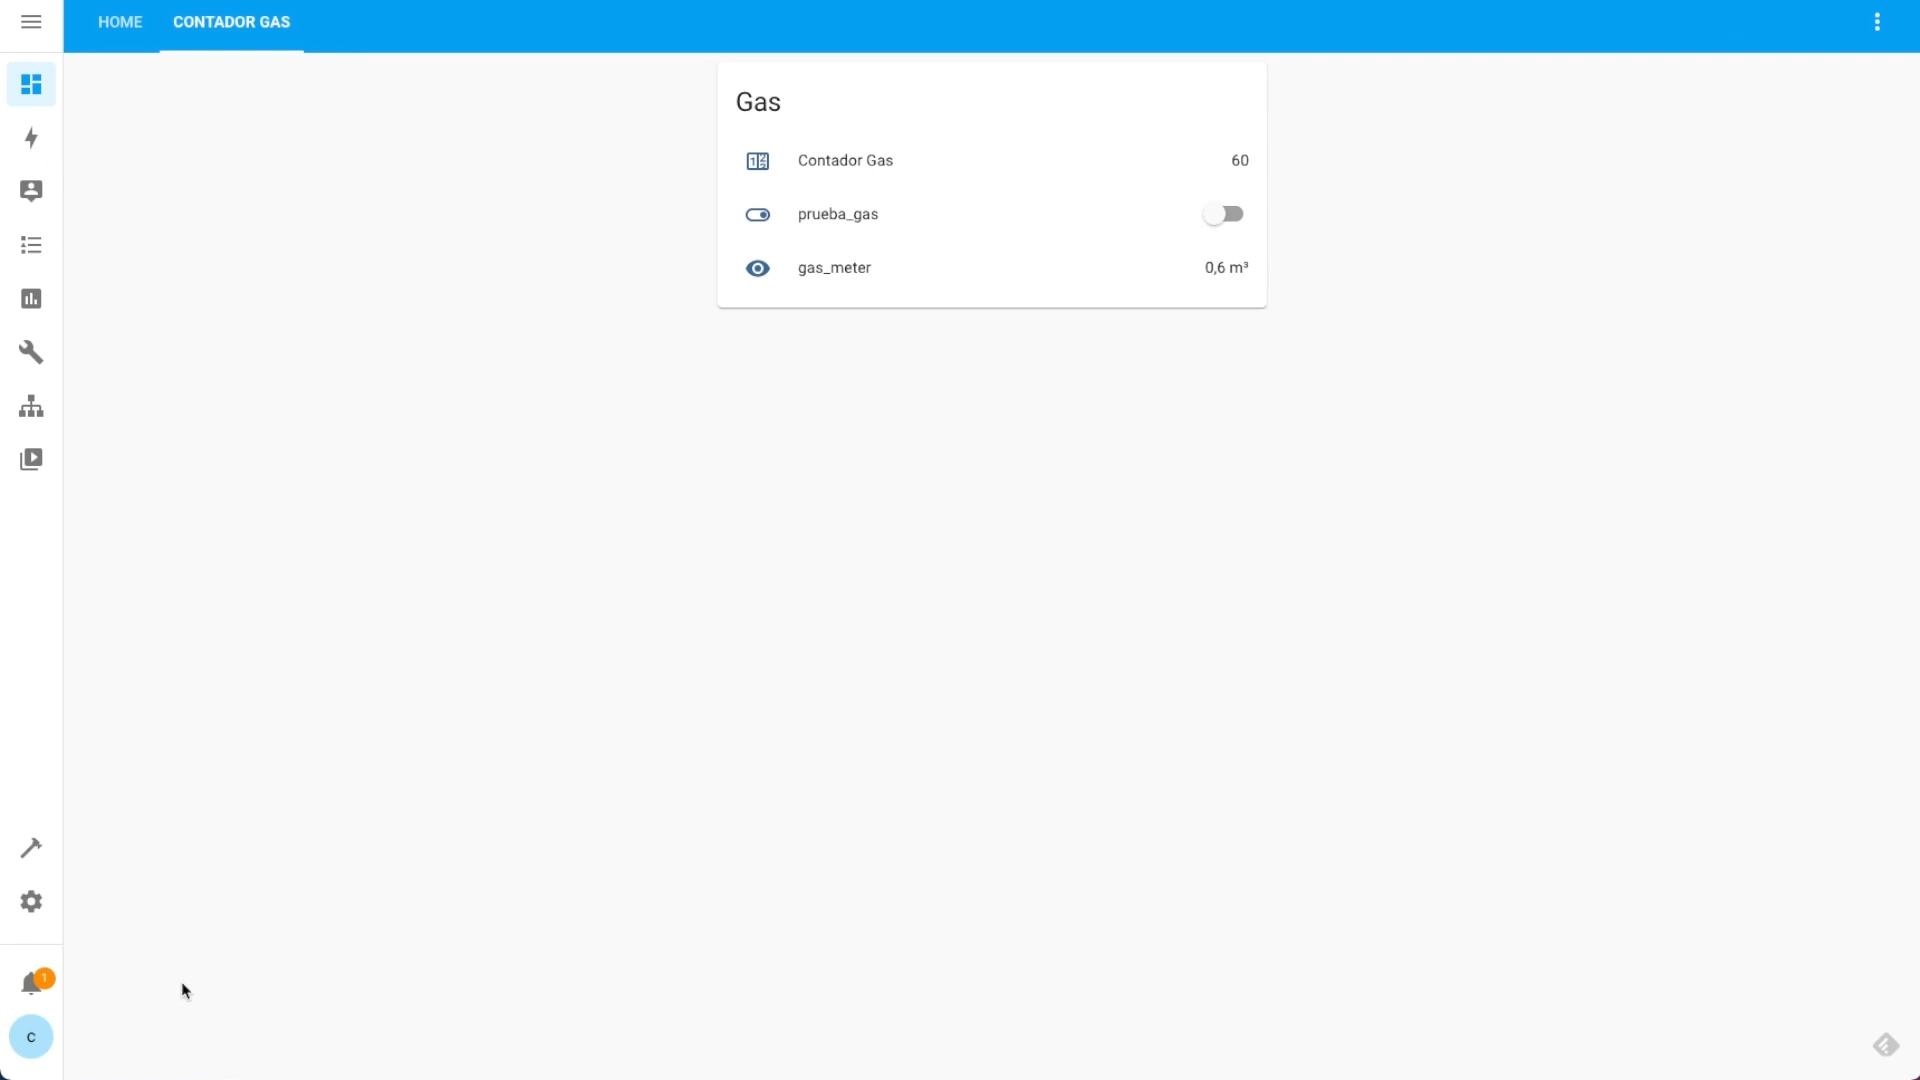 HOME CONTADOR GAS
Gas
Contador Gas 60
prueba_gas
gas_meter 0,6 m³
1
c